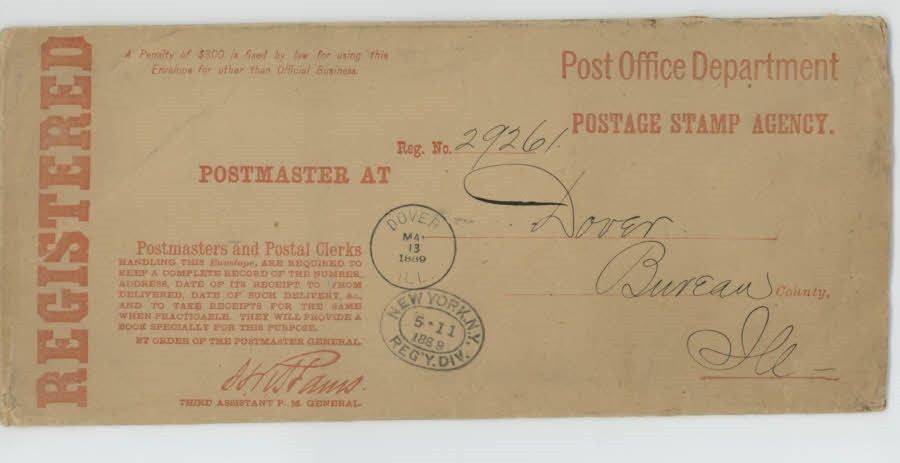 REGISTERED
A Penalty of $300 is fixed by law for using this
Envelope for other than Official Business.
Post Office Department
POSTAGE STAMP AGENCY.
Reg. No. 29261.
POSTMASTER AT
Dover
Bureau County,
Ill
DOVER
MAY
13
1889
ILL.
NEW YORK, N.Y.
5-11
1889
REG'Y. DIV.
Postmasters and Postal Clerks
HANDLING THIS Envelope, ARE REQUIRED TO
KEEP A COMPLETE RECORD OF THE NUMBER,
ADDRESS, DATE OF ITS RECEIPT, TO FROM
DELIVERED, DATE OF SUCH DELIVERY, &c.,
AND TO TAKE RECEIPTS FOR THE SAME
WHEN PRACTICABLE. THEY WILL PROVIDE A
BOOK SPECIALLY FOR THIS PURPOSE.
BY ORDER OF THE POSTMASTER GENERAL.
THIRD ASSISTANT P. M. GENERAL.